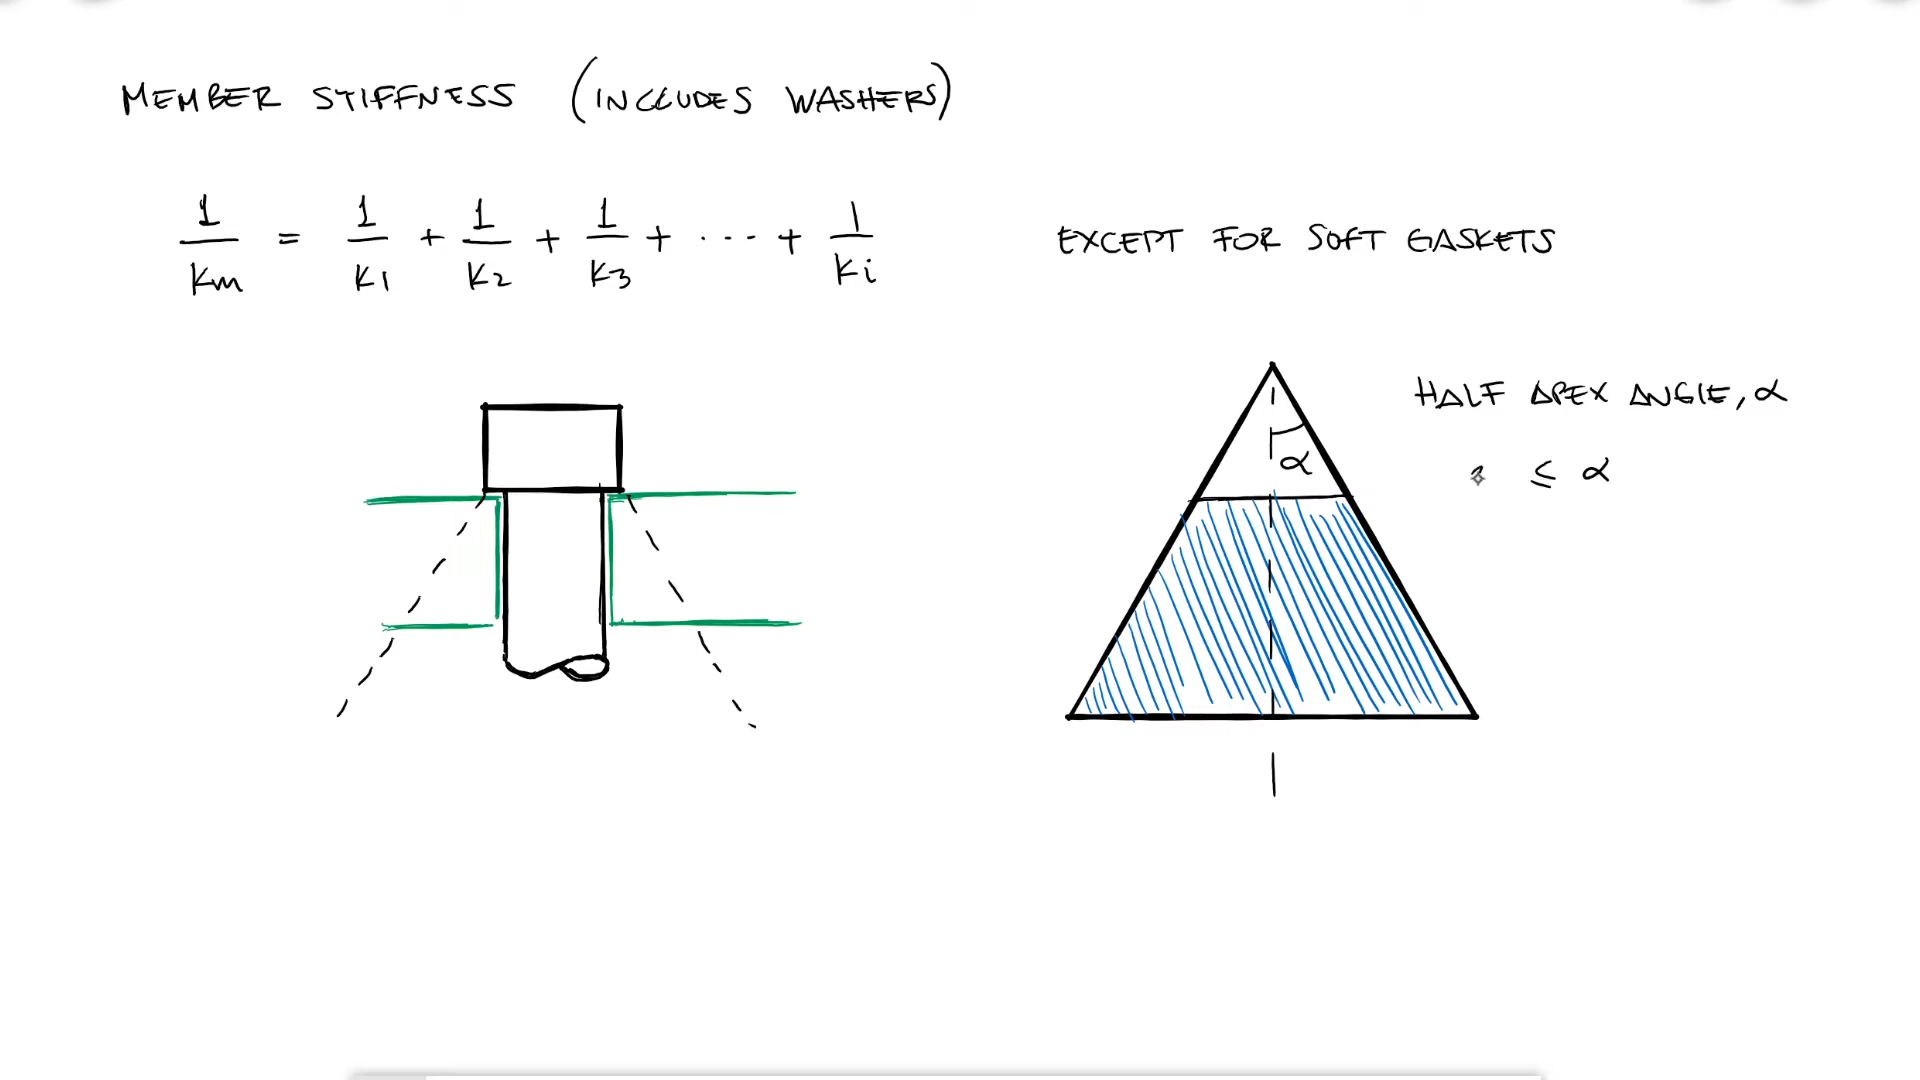 MEMBER STIFFNESS (INCLUDES WASHERS)
1/km = 1/k1 + 1/k2 + 1/k3 + ... + 1/ki
EXCEPT FOR SOFT GASKETS
HALF APEX ANGLE, α
≤ α
α